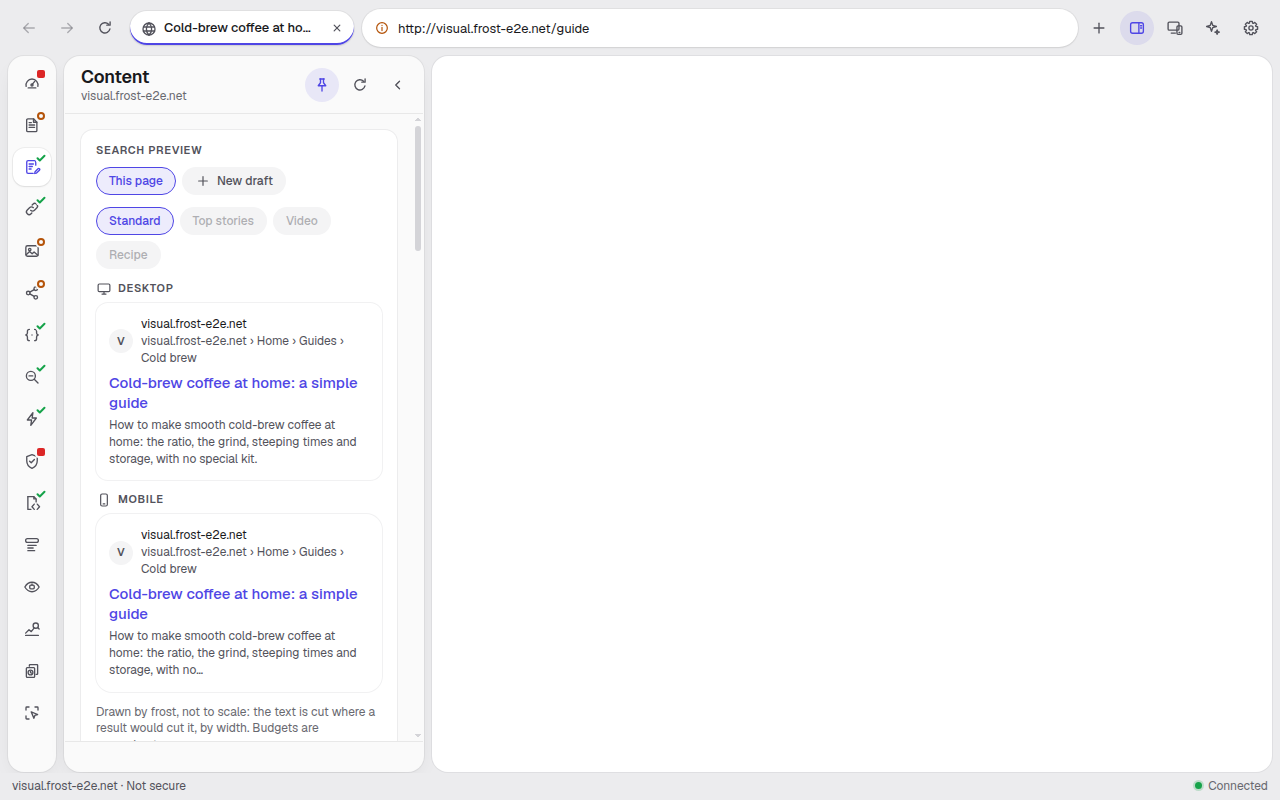 Cold-brew coffee at ho...
http://visual.frost-e2e.net/guide
Content
visual.frost-e2e.net
SEARCH PREVIEW
This page
New draft
Standard
Top stories
Video
Recipe
DESKTOP
V
visual.frost-e2e.net
visual.frost-e2e.net › Home › Guides ›
Cold brew
Cold-brew coffee at home: a simple
guide
How to make smooth cold-brew coffee at
home: the ratio, the grind, steeping times and
storage, with no special kit.
MOBILE
V
visual.frost-e2e.net
visual.frost-e2e.net › Home › Guides ›
Cold brew
Cold-brew coffee at home: a simple
guide
How to make smooth cold-brew coffee at
home: the ratio, the grind, steeping times and
storage, with no...
Drawn by frost, not to scale: the text is cut where a
result would cut it, by width. Budgets are
visual.frost-e2e.net · Not secure
Connected